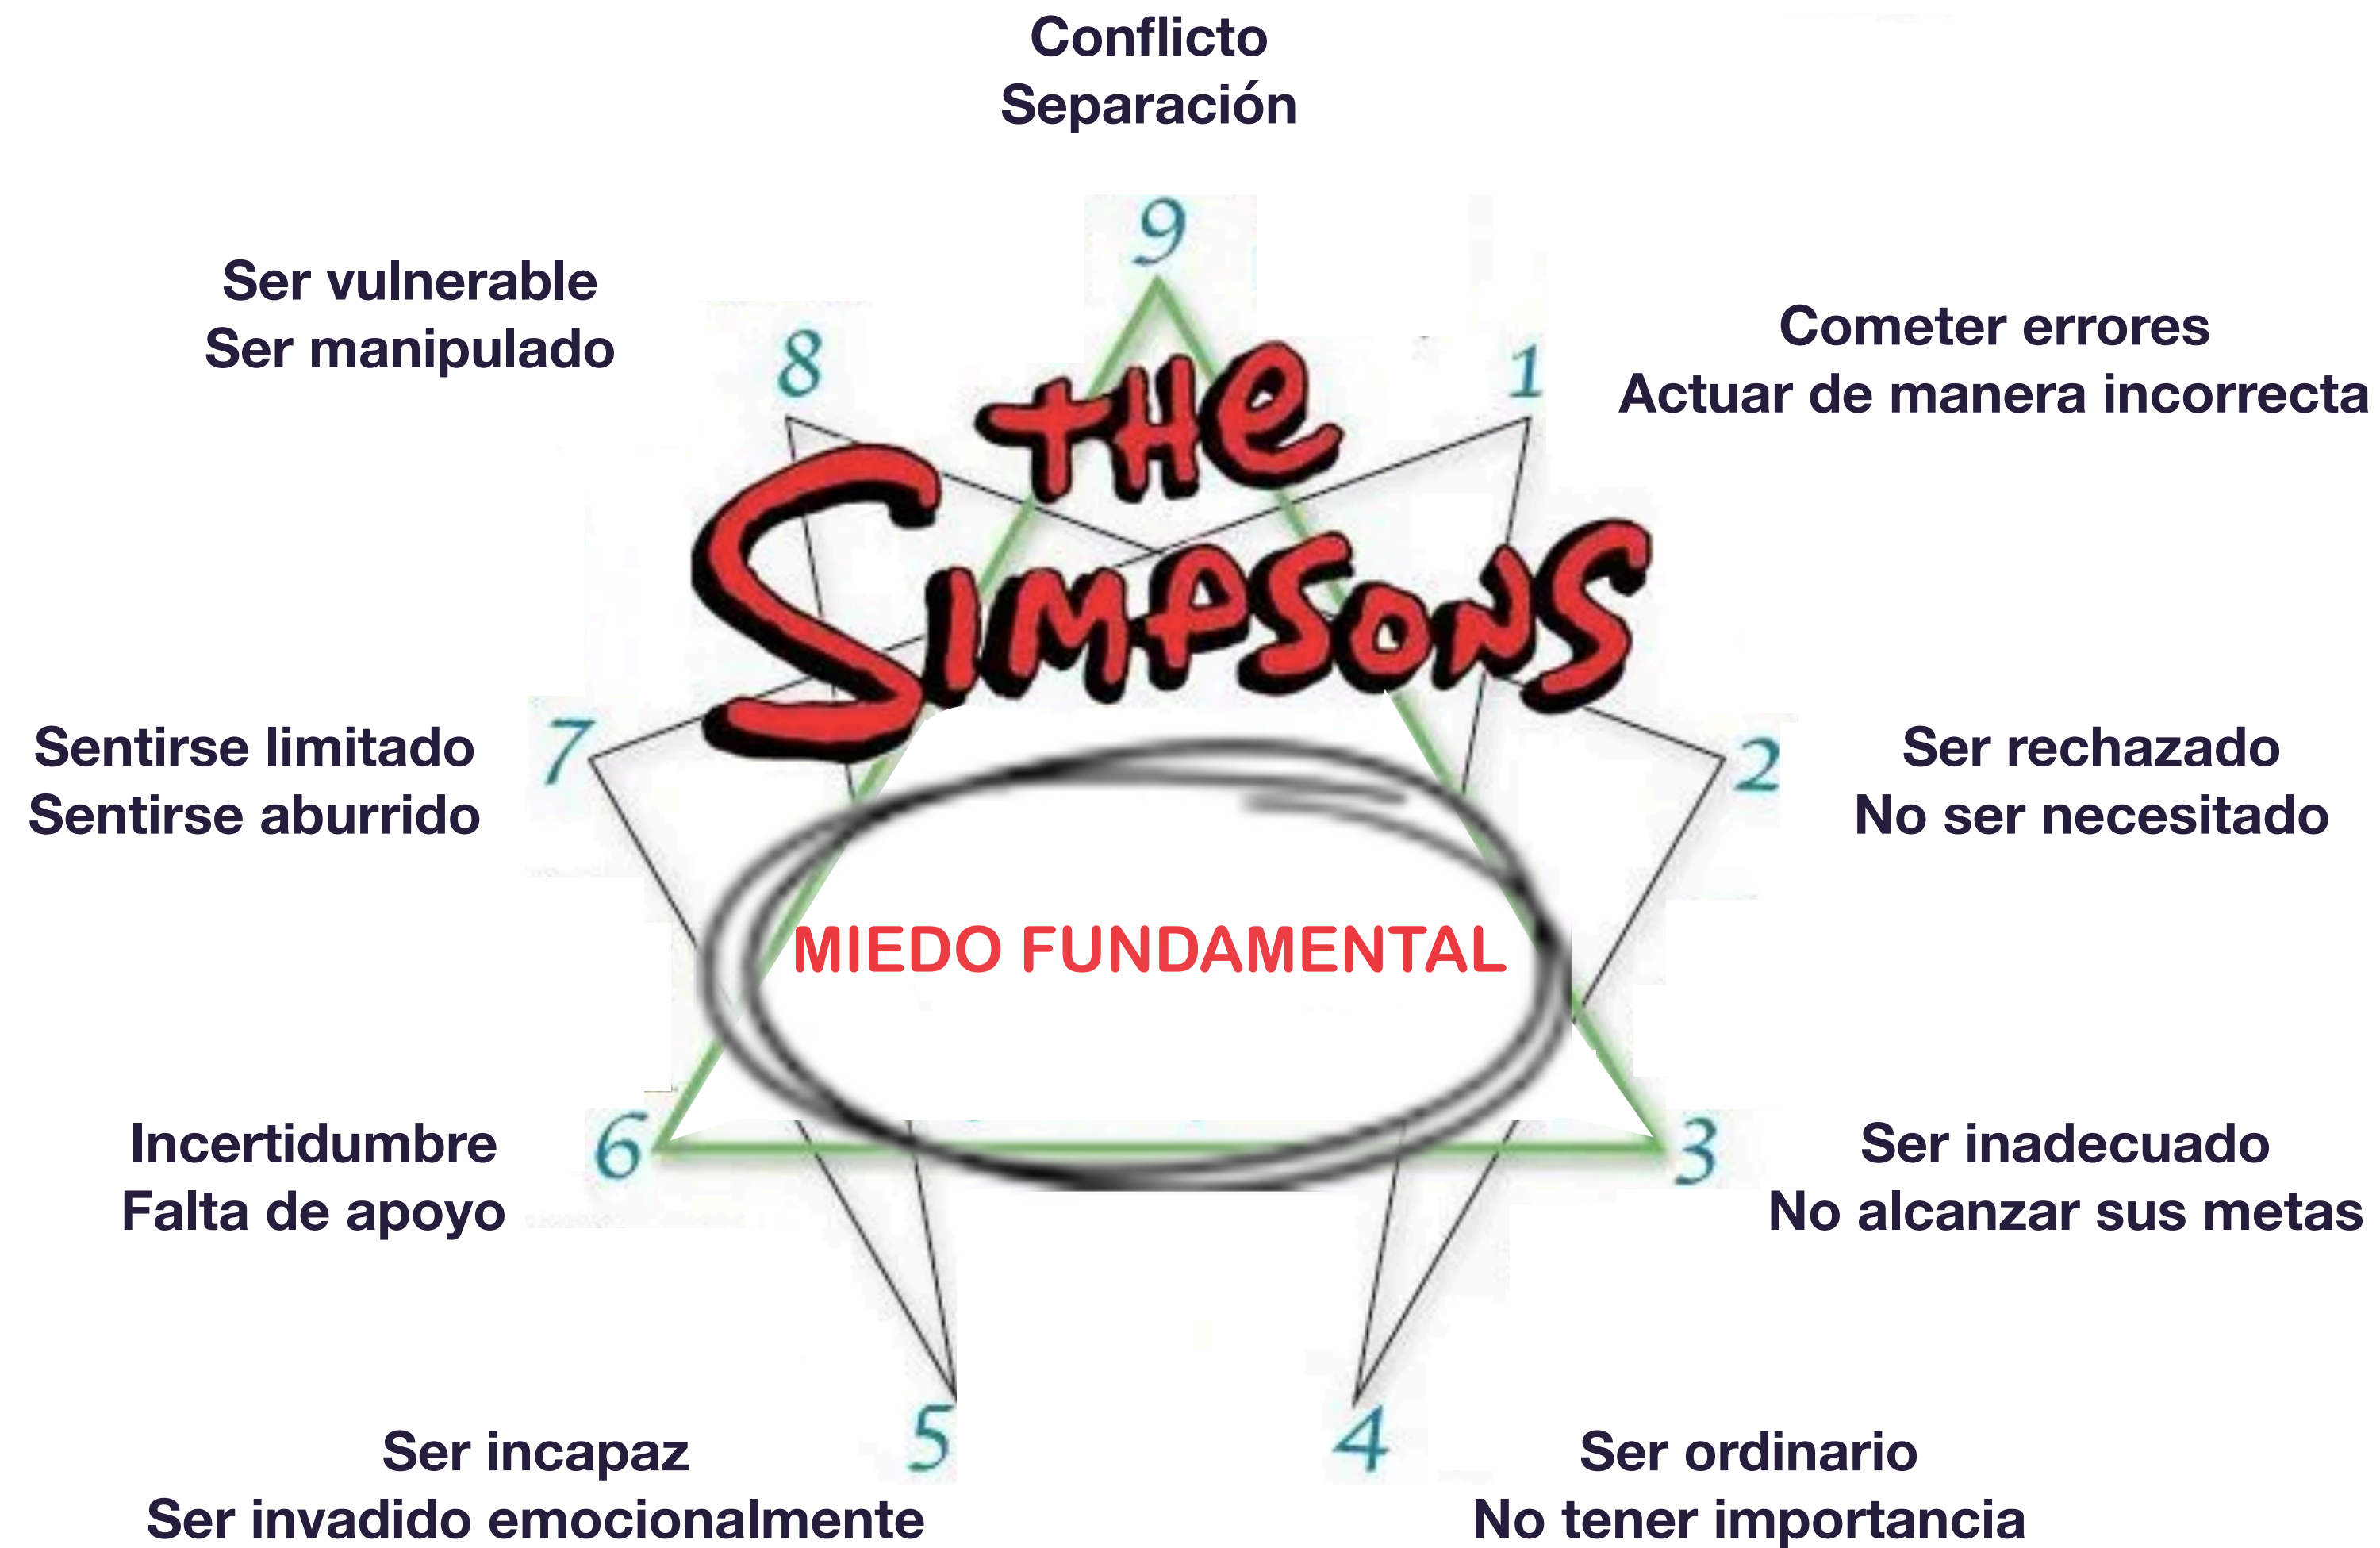 Conflicto
Separación
9
Ser vulnerable
Ser manipulado
8
1
Cometer errores
Actuar de manera incorrecta
THE
SIMPSONS
Sentirse limitado
Sentirse aburrido
7
2
Ser rechazado
No ser necesitado
MIEDO FUNDAMENTAL
Incertidumbre
Falta de apoyo
6
3
Ser inadecuado
No alcanzar sus metas
Ser incapaz
Ser invadido emocionalmente
5
4
Ser ordinario
No tener importancia